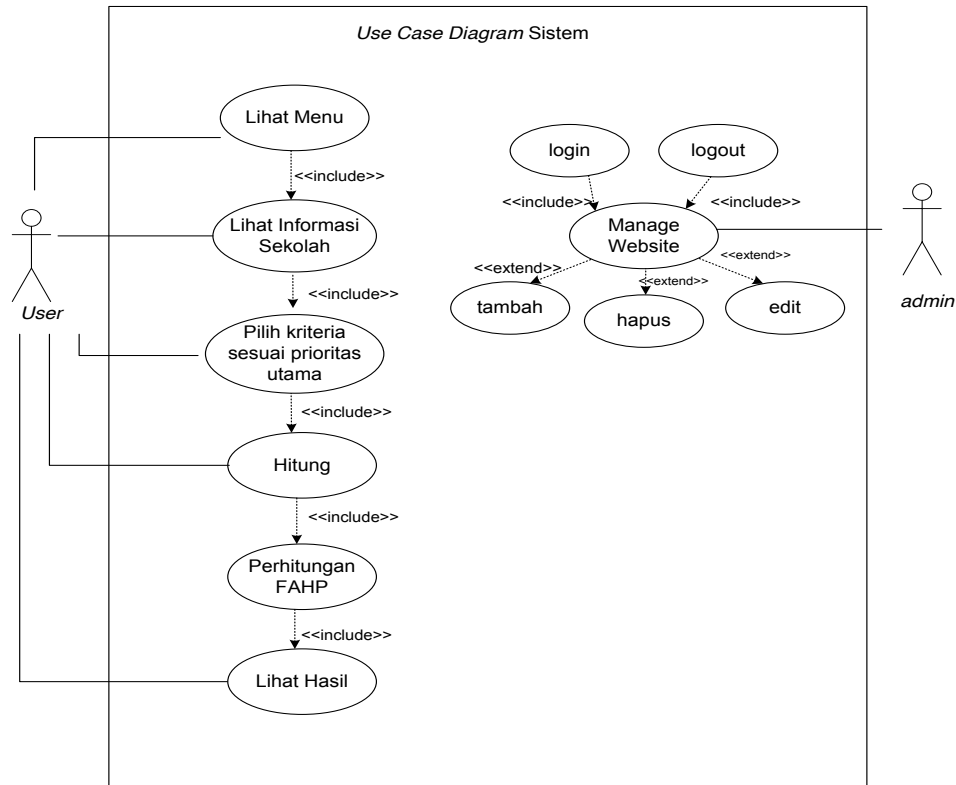 Use Case Diagram Sistem
Lihat Menu
<<include>>
Lihat Informasi
Sekolah
<<include>>
Pilih kriteria
sesuai prioritas
utama
<<include>>
Hitung
<<include>>
Perhitungan
FAHP
<<include>>
Lihat Hasil
User
login
logout
<<include>>
<<include>>
Manage
Website
<<extend>>
<<extend>>
<<extend>>
tambah
hapus
edit
admin